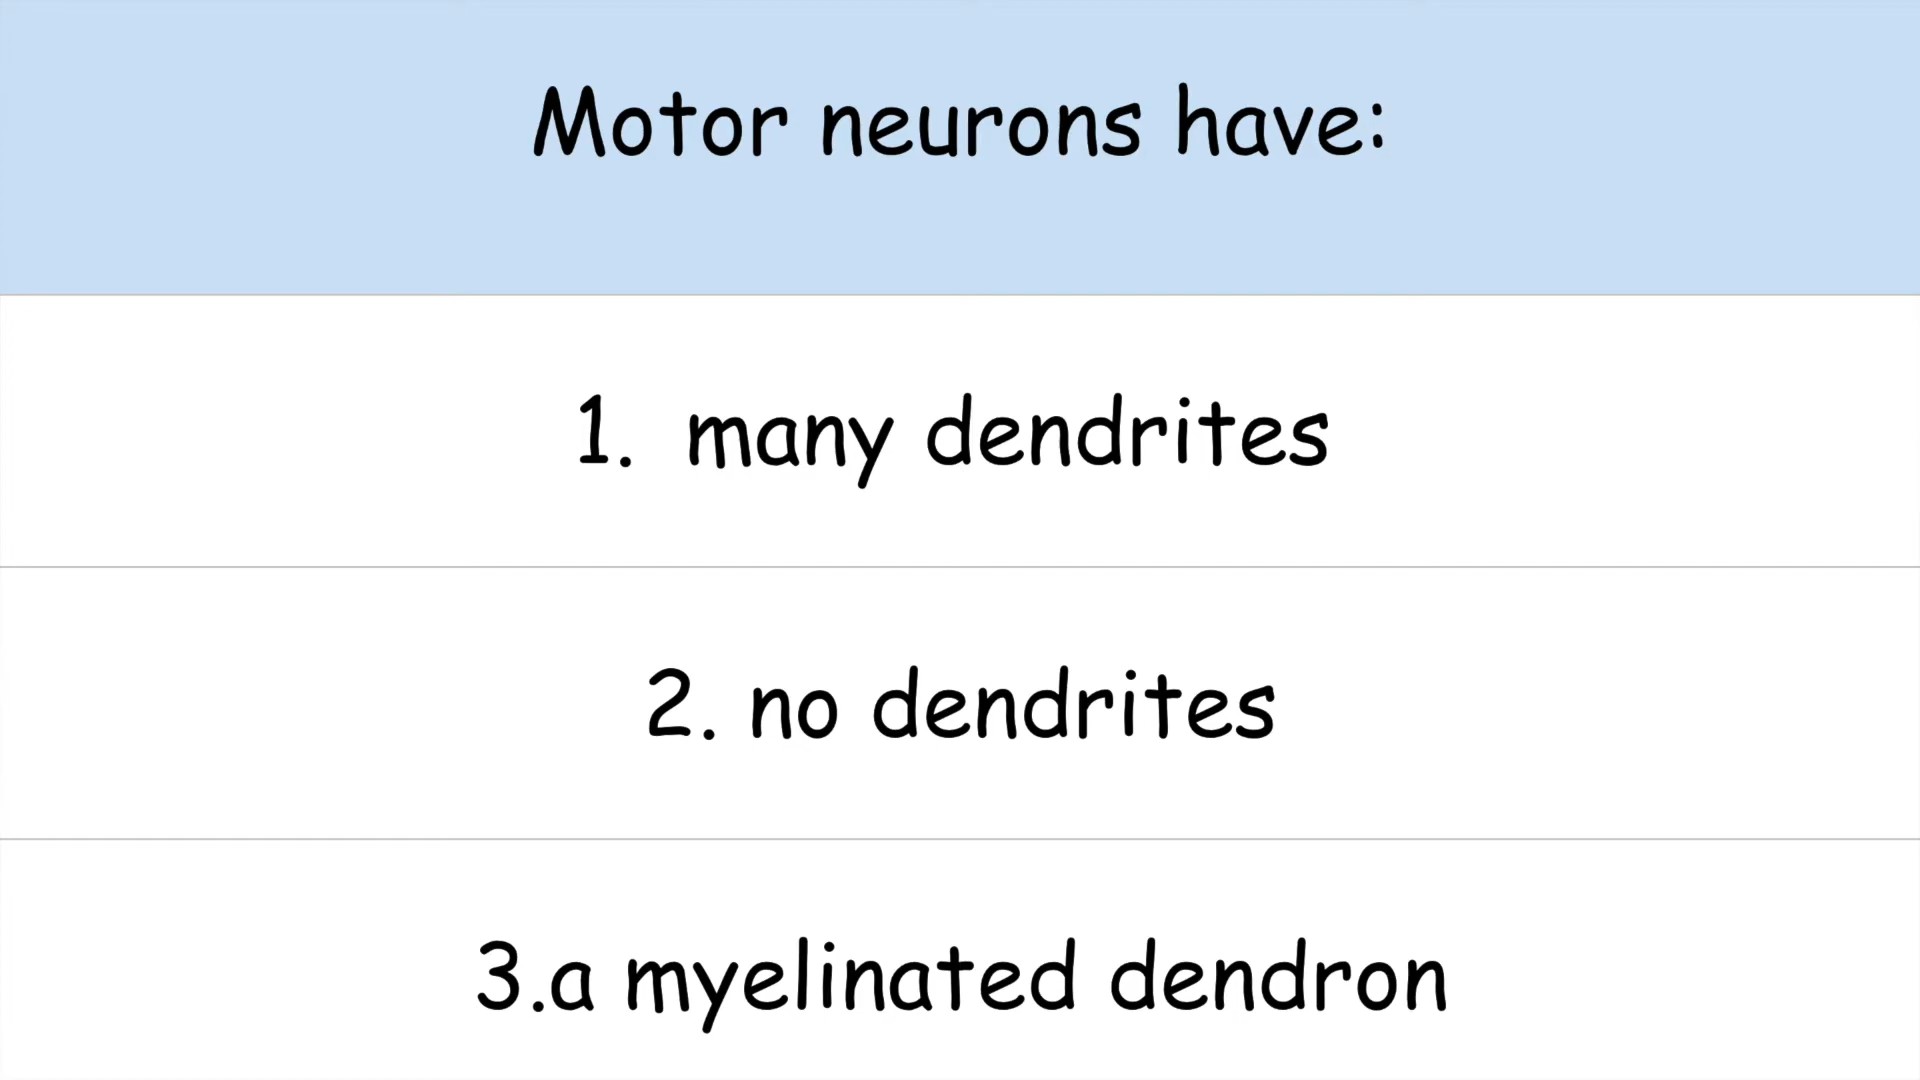 Motor neurons have:
1. many dendrites
2. no dendrites
3.a myelinated dendron